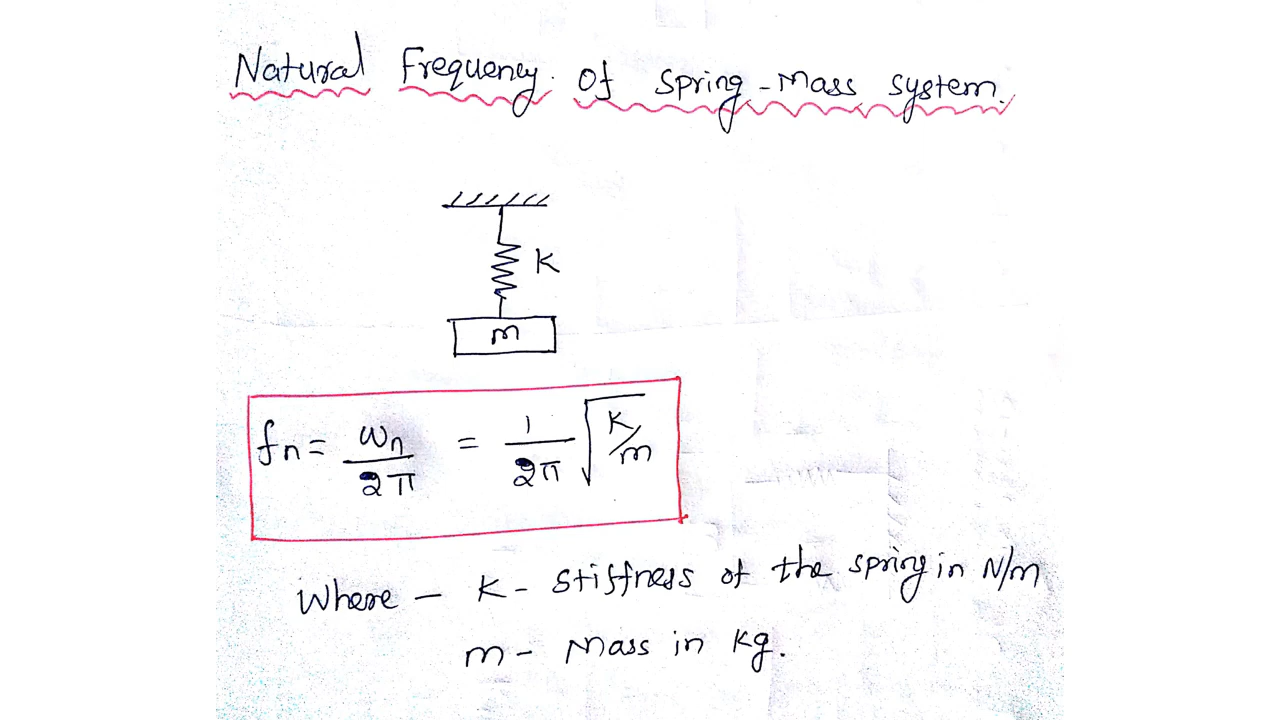 Natural Frequency of Spring-Mass system.
K
m
fn = ωn/2π = 1/2π √K/m
Where - K - Stiffness of the spring in N/m
m - Mass in kg.